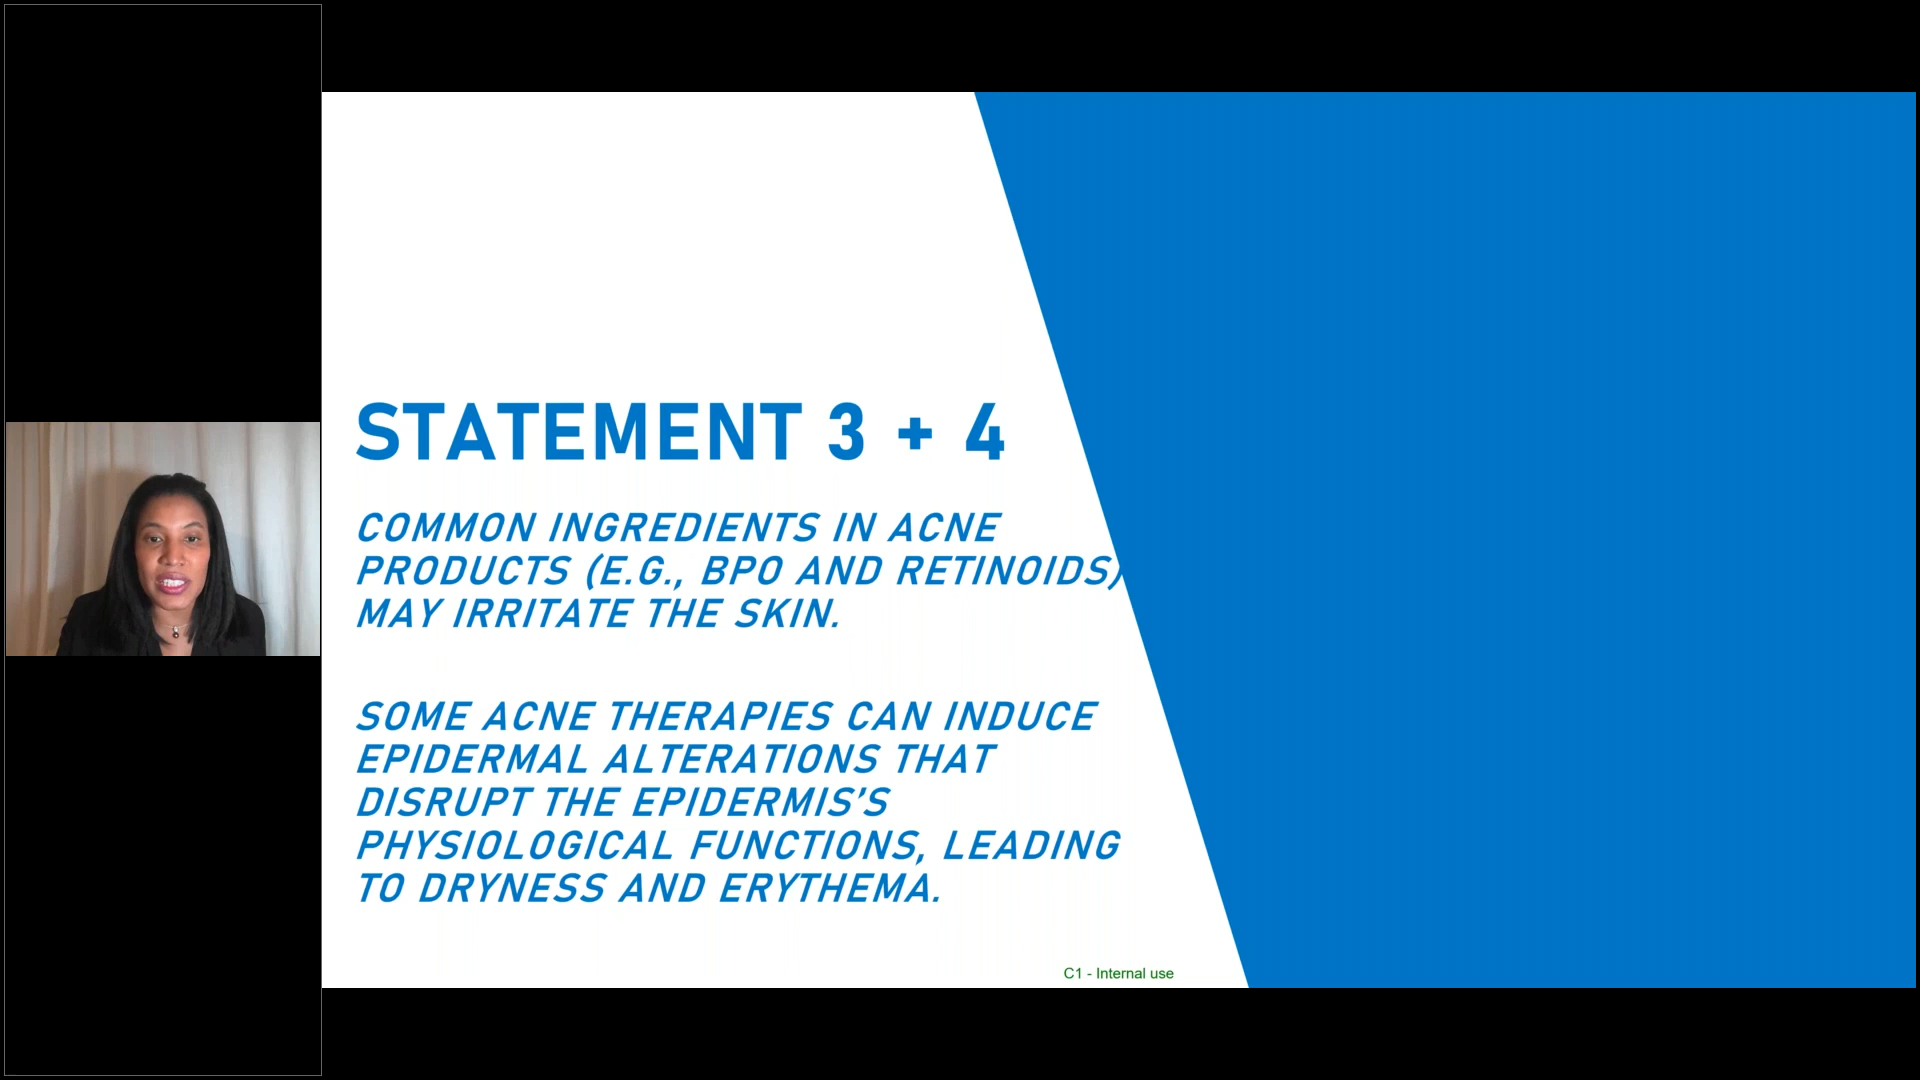 STATEMENT 3 + 4
COMMON INGREDIENTS IN ACNE
PRODUCTS (E.G., BPO AND RETINOIDS)
MAY IRRITATE THE SKIN.
SOME ACNE THERAPIES CAN INDUCE
EPIDERMAL ALTERATIONS THAT
DISRUPT THE EPIDERMIS’S
PHYSIOLOGICAL FUNCTIONS, LEADING
TO DRYNESS AND ERYTHEMA.
C1 - Internal use